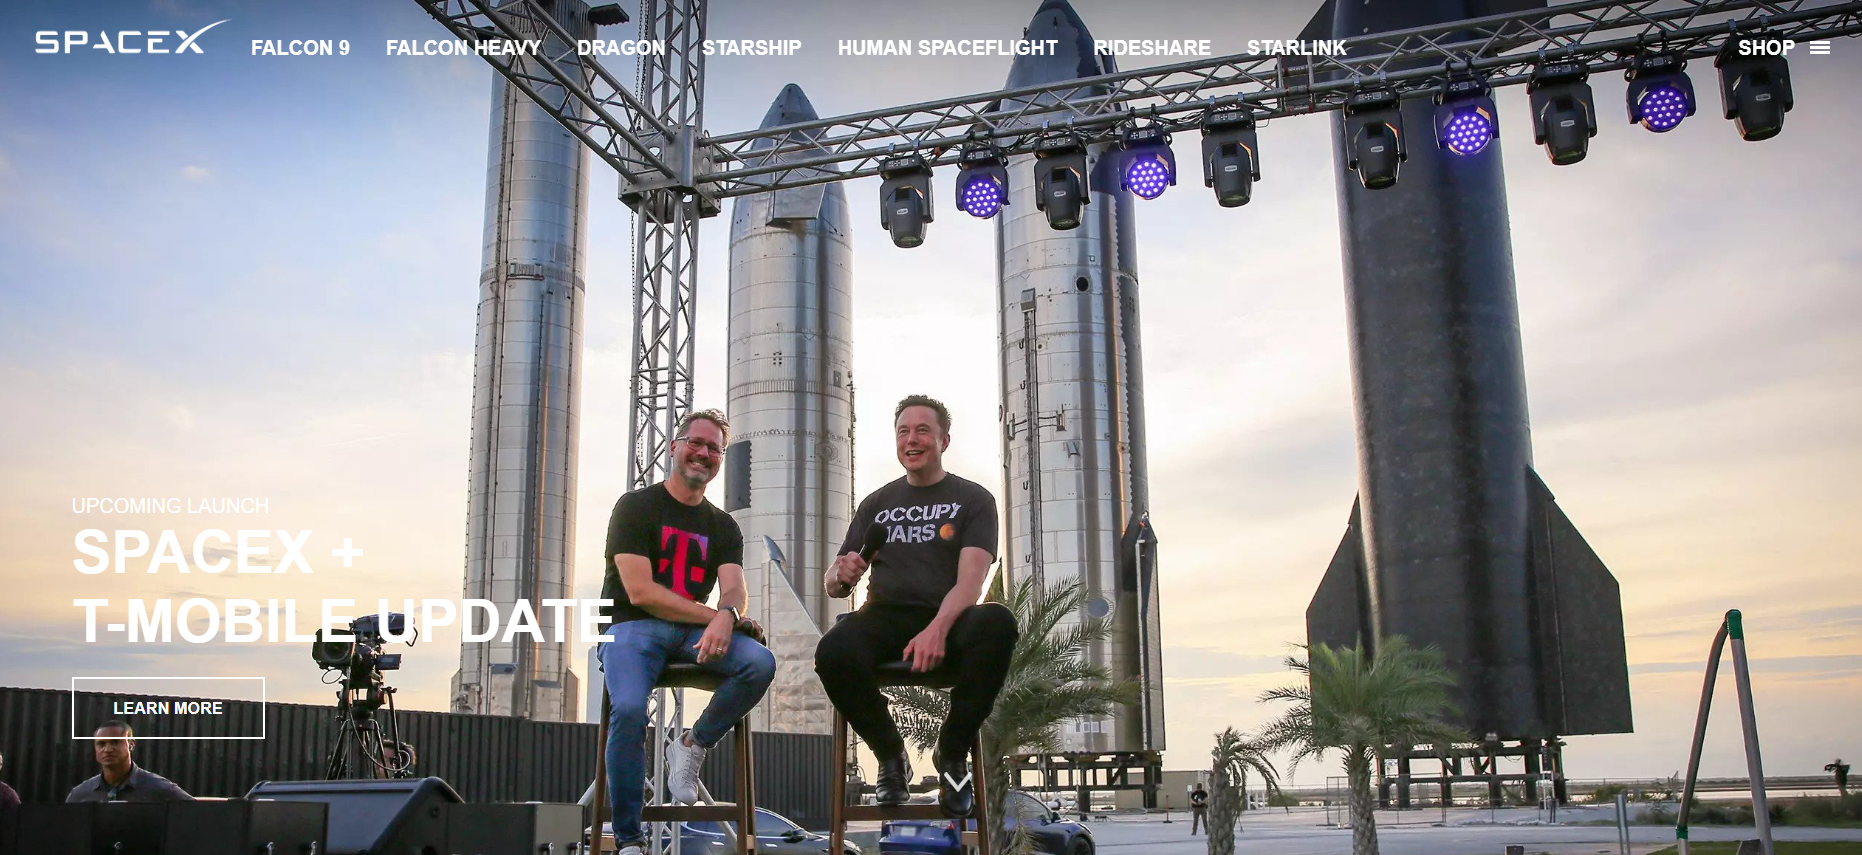 SPACEX
FALCON 9
FALCON HEAVY
DRAGON
STARSHIP
HUMAN SPACEFLIGHT
RIDESHARE
STARLINK
SHOP
OCCUPY
MARS
T
UPCOMING LAUNCH
SPACEX +
T-MOBILE UPDATE
LEARN MORE